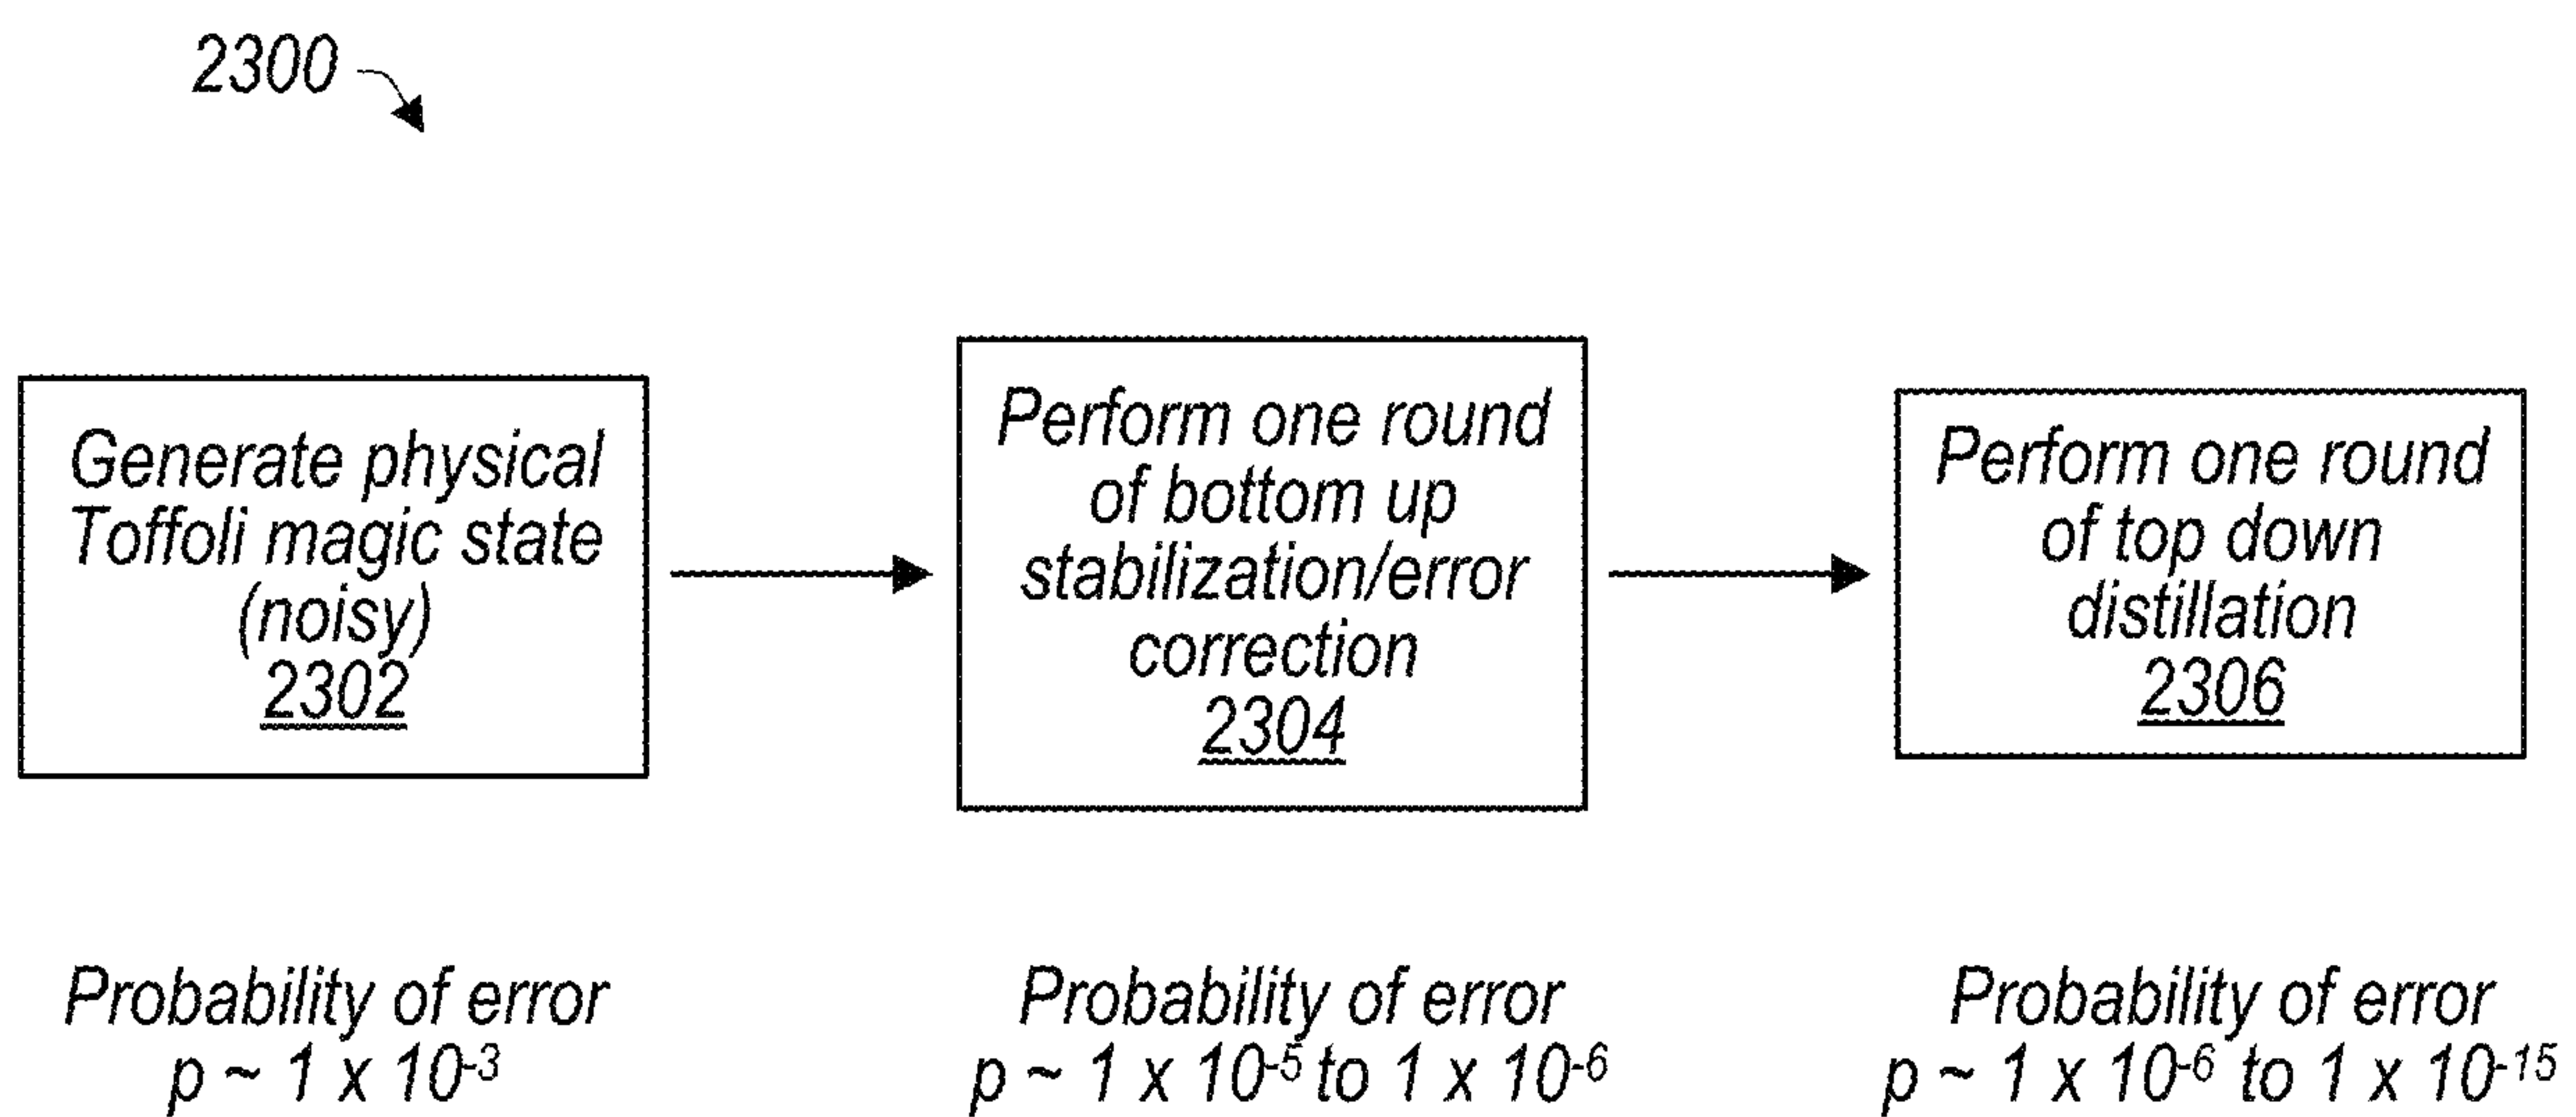 2300
Generate physical
Toffoli magic state
(noisy)
2302
Perform one round
of bottom up
stabilization/error
correction
2304
Perform one round
of top down
distillation
2306
Probability of error
p ~ 1 x 10⁻³
Probability of error
p ~ 1 x 10⁻⁵ to 1 x 10⁻⁶
Probability of error
p ~ 1 x 10⁻⁶ to 1 x 10⁻¹⁵